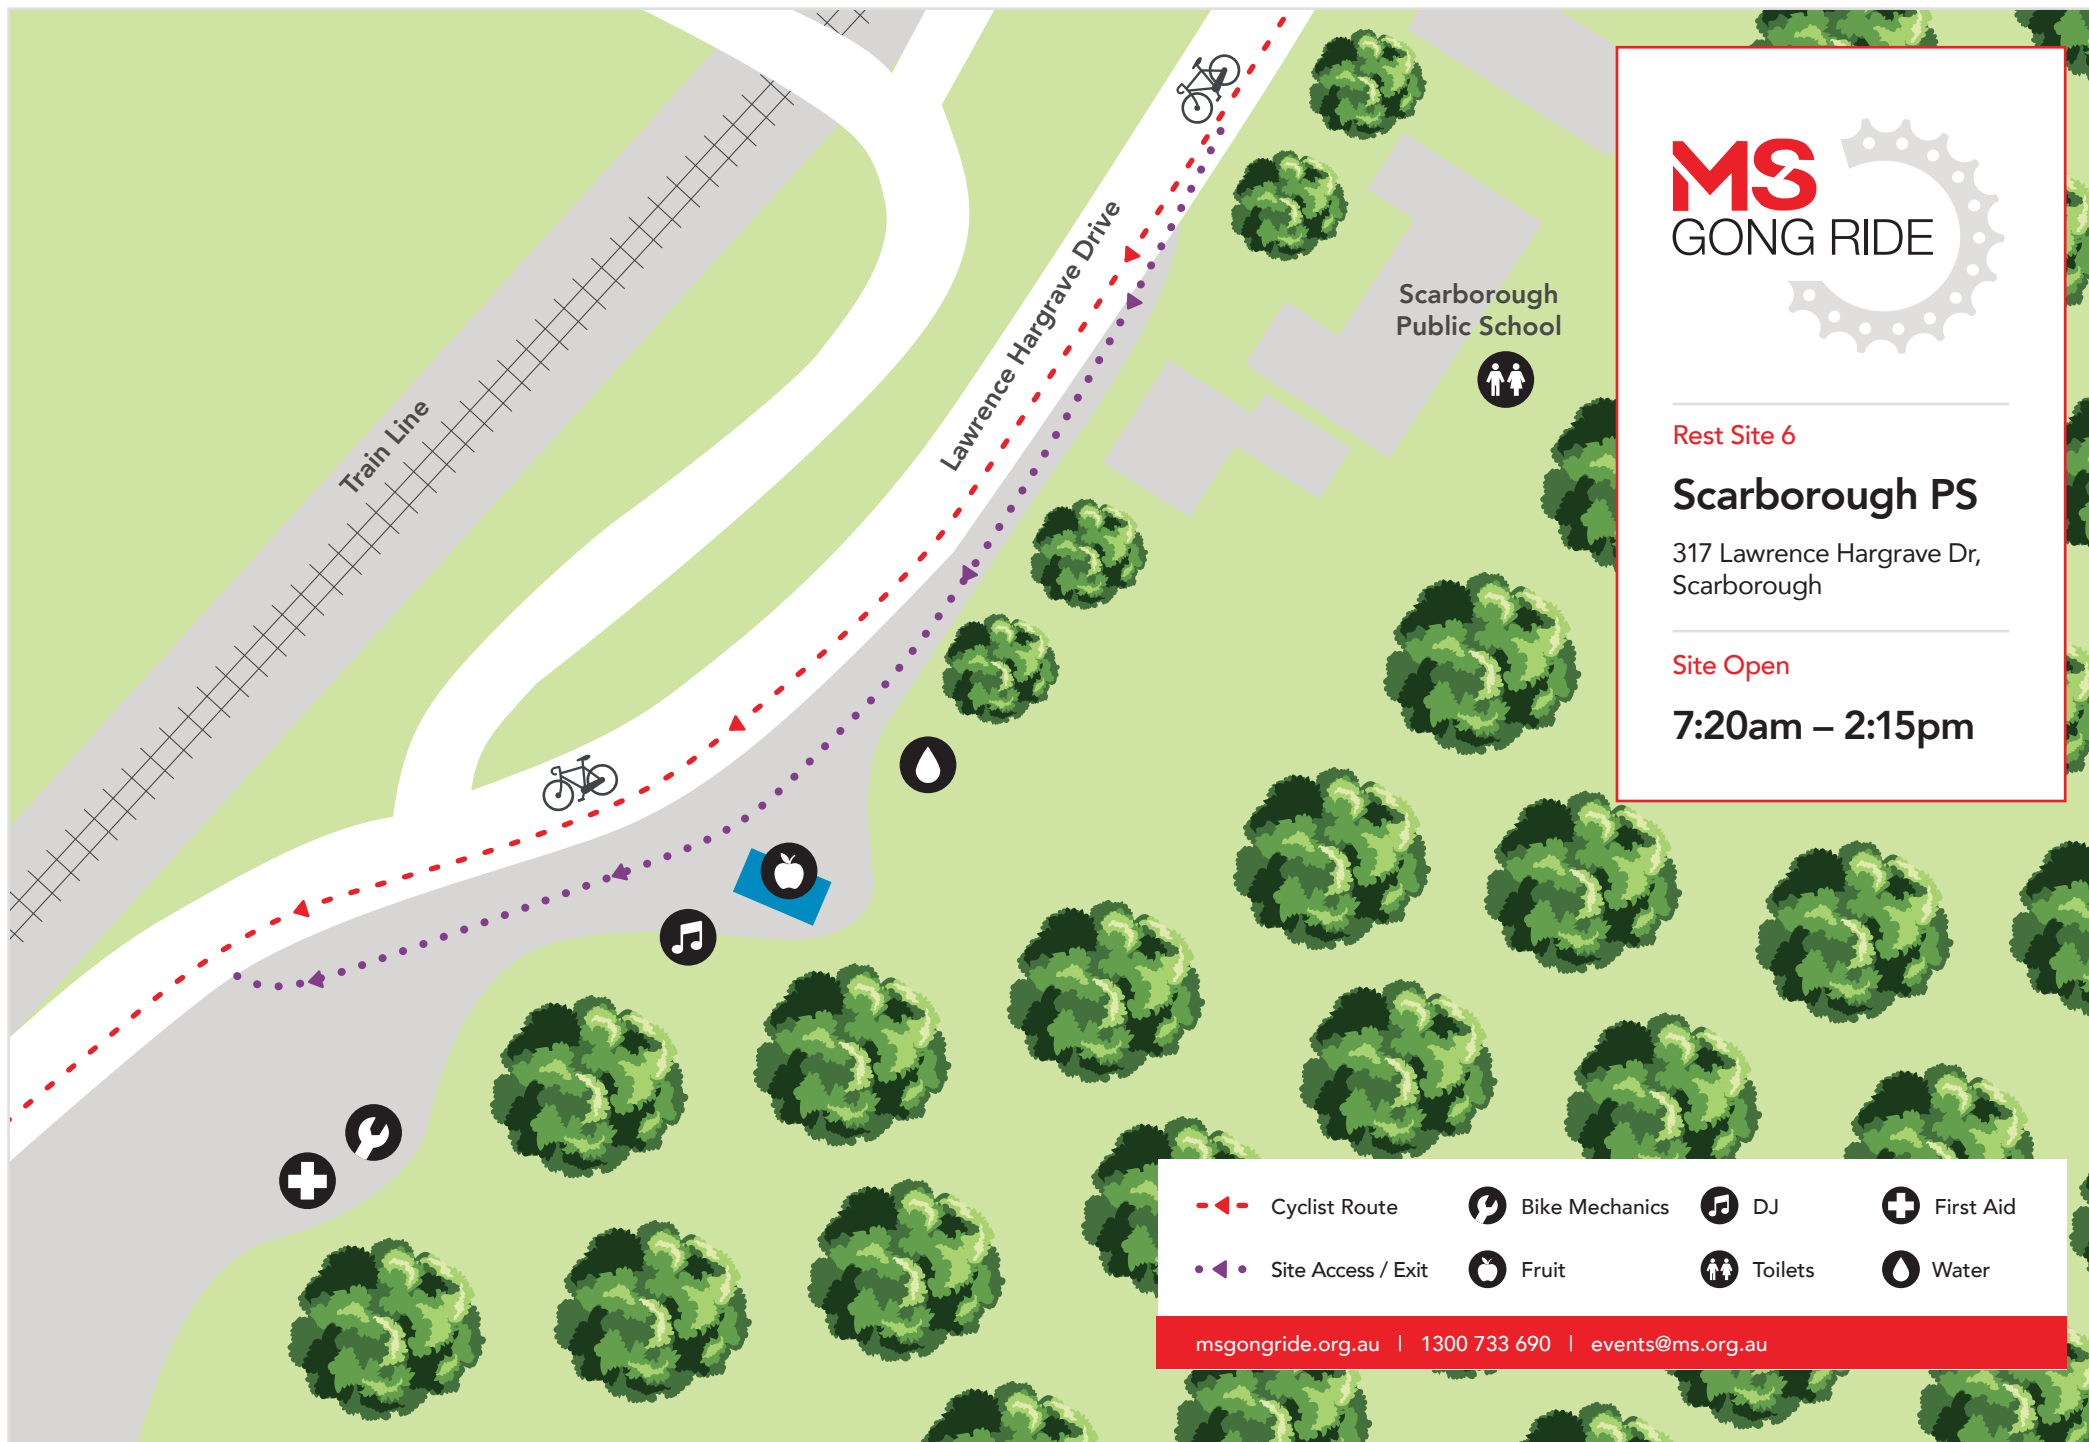 Train Line
Lawrence Hargrave Drive
Scarborough
Public School
MS
GONG RIDE
Rest Site 6
Scarborough PS
317 Lawrence Hargrave Dr,
Scarborough
Site Open
7:20am – 2:15pm
Cyclist Route
Bike Mechanics
DJ
First Aid
Site Access / Exit
Fruit
Toilets
Water
msgongride.org.au | 1300 733 690 | events@ms.org.au